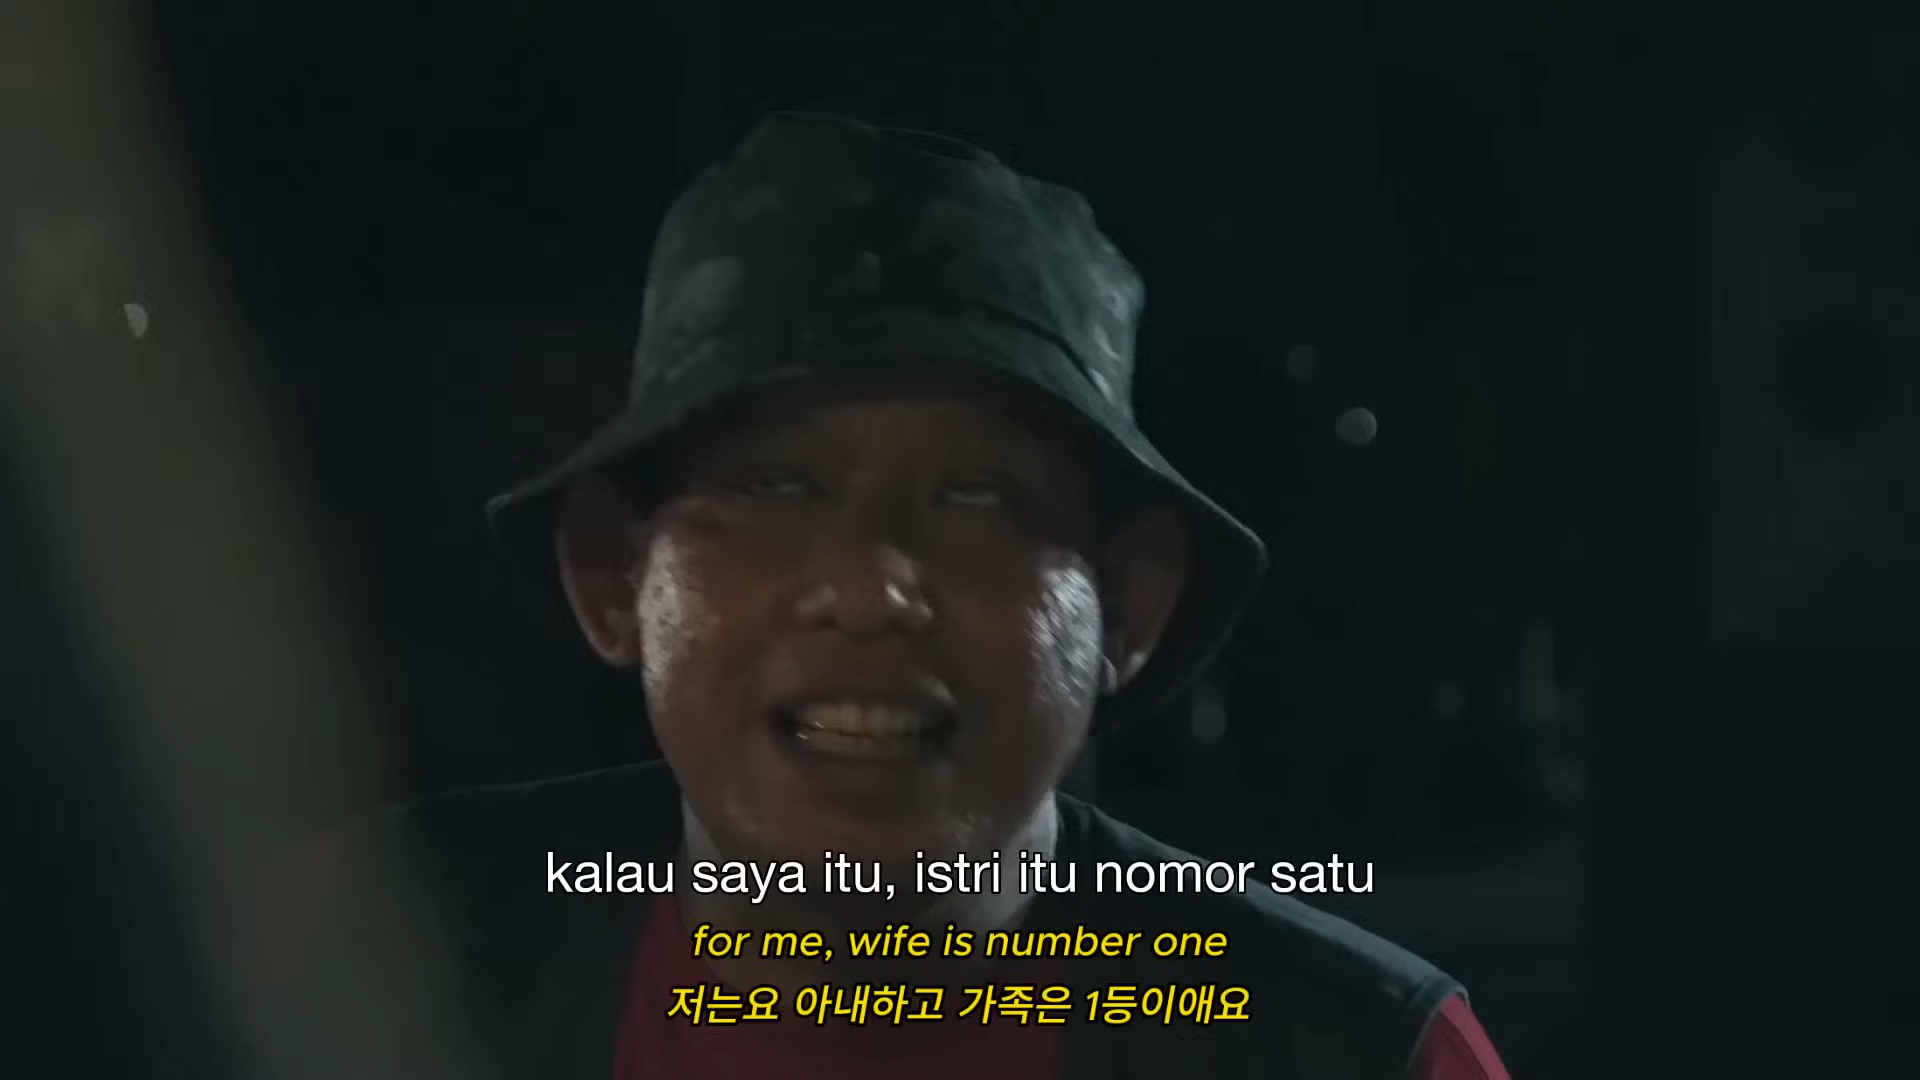 kalau saya itu, istri itu nomor satu
for me, wife is number one
저는요 아내하고 가족은 1등이애요